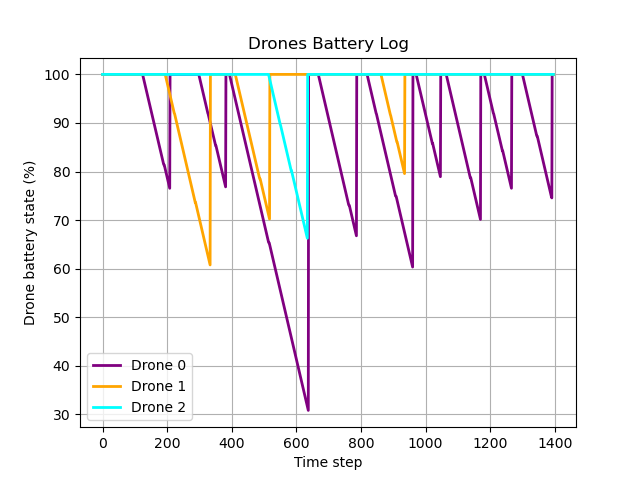 Drones Battery Log
Drone battery state (%)
100
90
80
70
60
50
40
30
Drone 0
Drone 1
Drone 2
0 200 400 600 800 1000 1200 1400
Time step